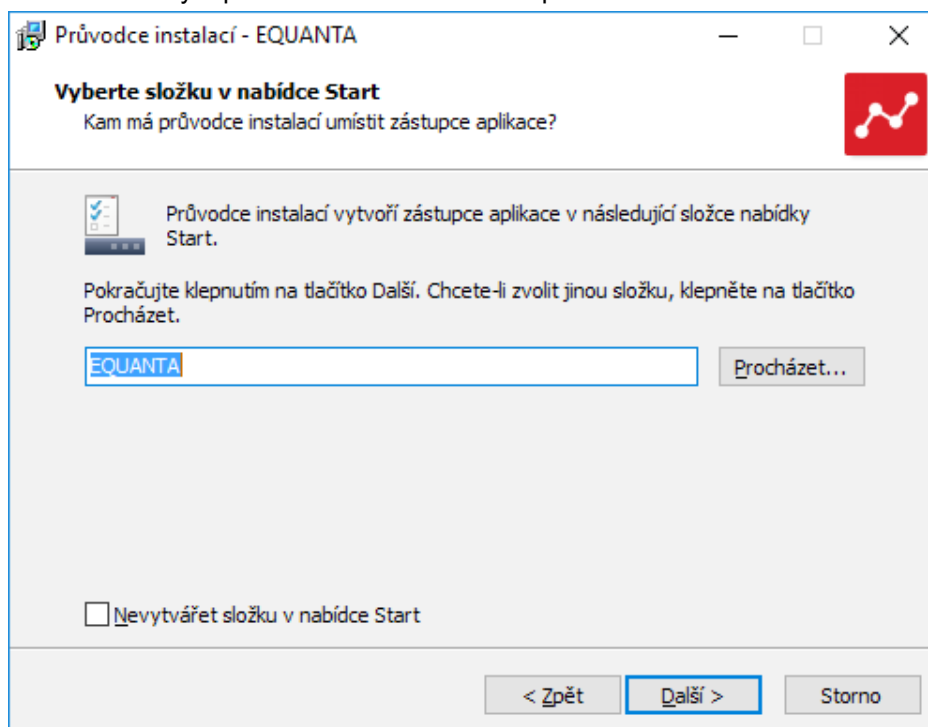 Průvodce instalací - EQUANTA
Vyberte složku v nabídce Start
Kam má průvodce instalací umístit zástupce aplikace?
Průvodce instalací vytvoří zástupce aplikace v následující složce nabídky
Start.
Pokračujte klepnutím na tlačítko Další. Chcete-li zvolit jinou složku, klepněte na tlačítko
Procházet.
EQUANTA
Procházet...
Nevytvářet složku v nabídce Start
< Zpět
Další >
Storno